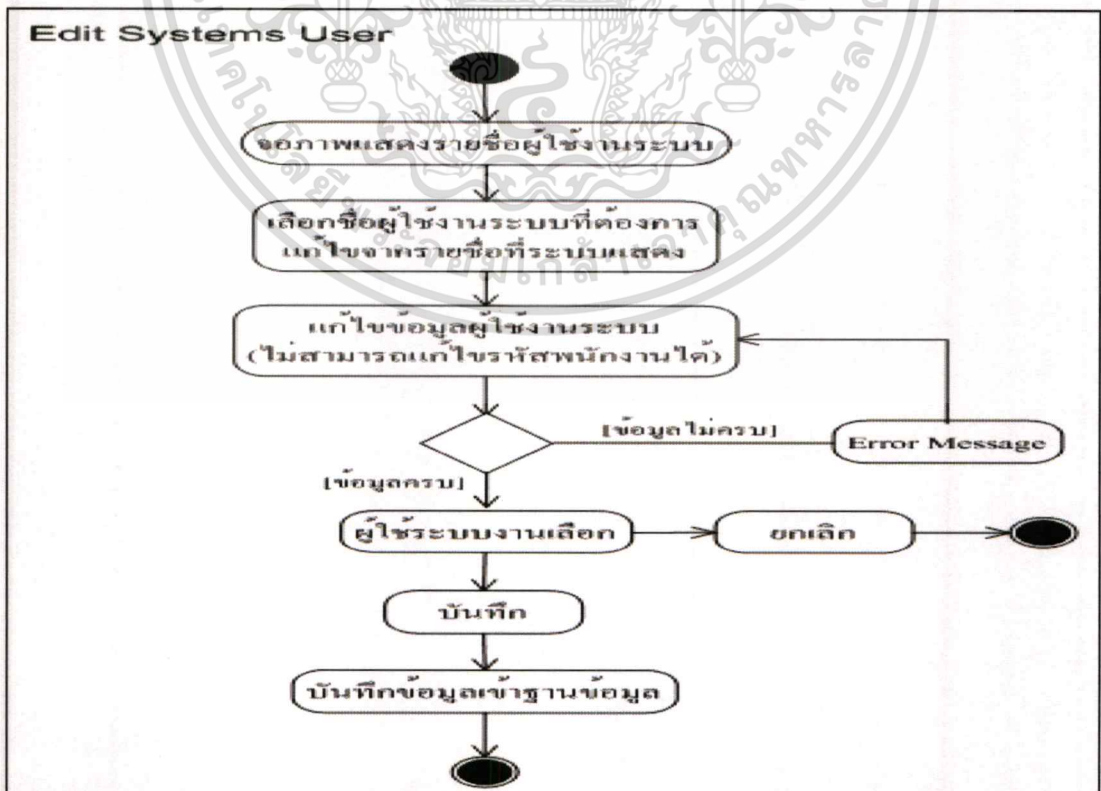 Edit Systems User
จอภาพแสดงรายชื่อผู้ใช้งานระบบ
เลือกชื่อผู้ใช้งานระบบที่ต้องการ
แก้ไขจากรายชื่อที่ระบบแสดง
แก้ไขข้อมูลผู้ใช้งานระบบ
(ไม่สามารถแก้ไขรหัสพนักงานได้)
[ข้อมูลไม่ครบ]
Error Message
[ข้อมูลครบ]
ผู้ใช้ระบบงานเลือก
ยกเลิก
บันทึก
บันทึกข้อมูลเข้าฐานข้อมูล